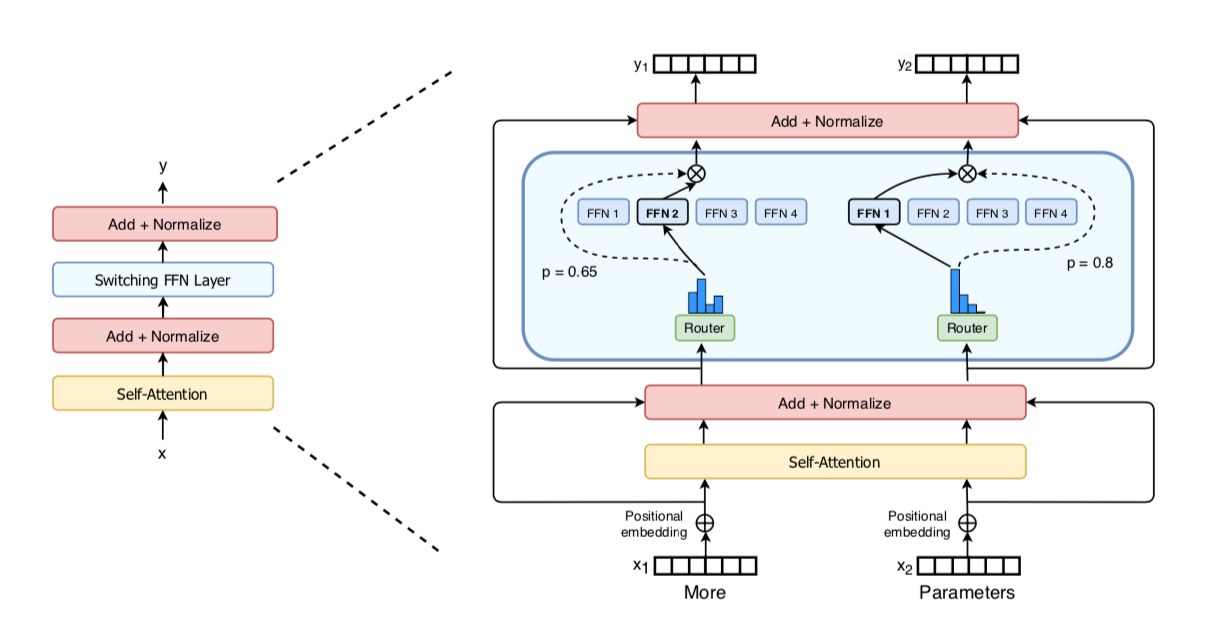 y
Add + Normalize
Switching FFN Layer
Add + Normalize
Self-Attention
x
y1
y2
Add + Normalize
FFN 1 FFN 2 FFN 3 FFN 4
FFN 1 FFN 2 FFN 3 FFN 4
p = 0.65
p = 0.8
Router
Router
Add + Normalize
Self-Attention
Positional
embedding
Positional
embedding
x1
x2
More
Parameters